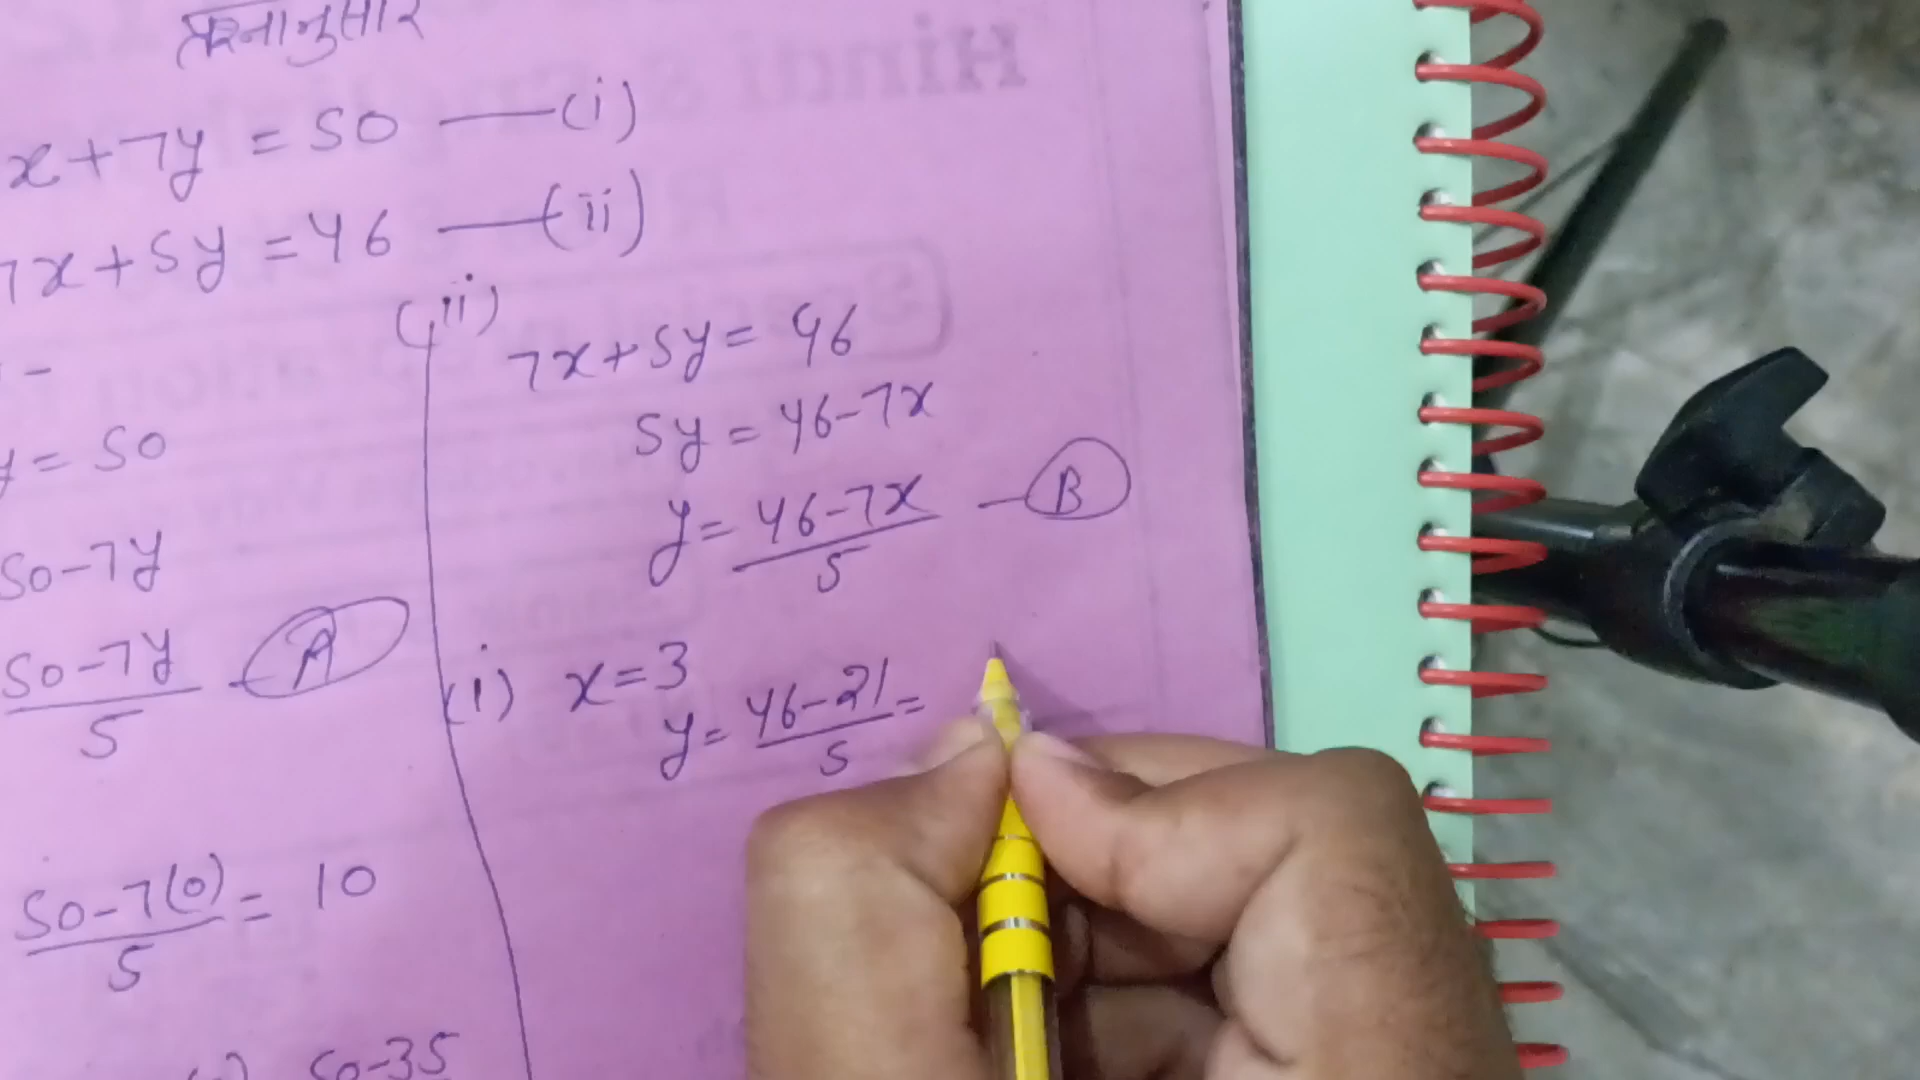 प्रश्नानुसार
x+7y = 50 —(i)
7x+5y = 46 —(ii)
y = 50
50-7y
50-7y —A
5
50-7(0) = 10
5
50-35
(ii) 7x+5y = 46
5y = 46-7x
y = 46-7x —B
5
(i) x=3
y = 46-21 =
5